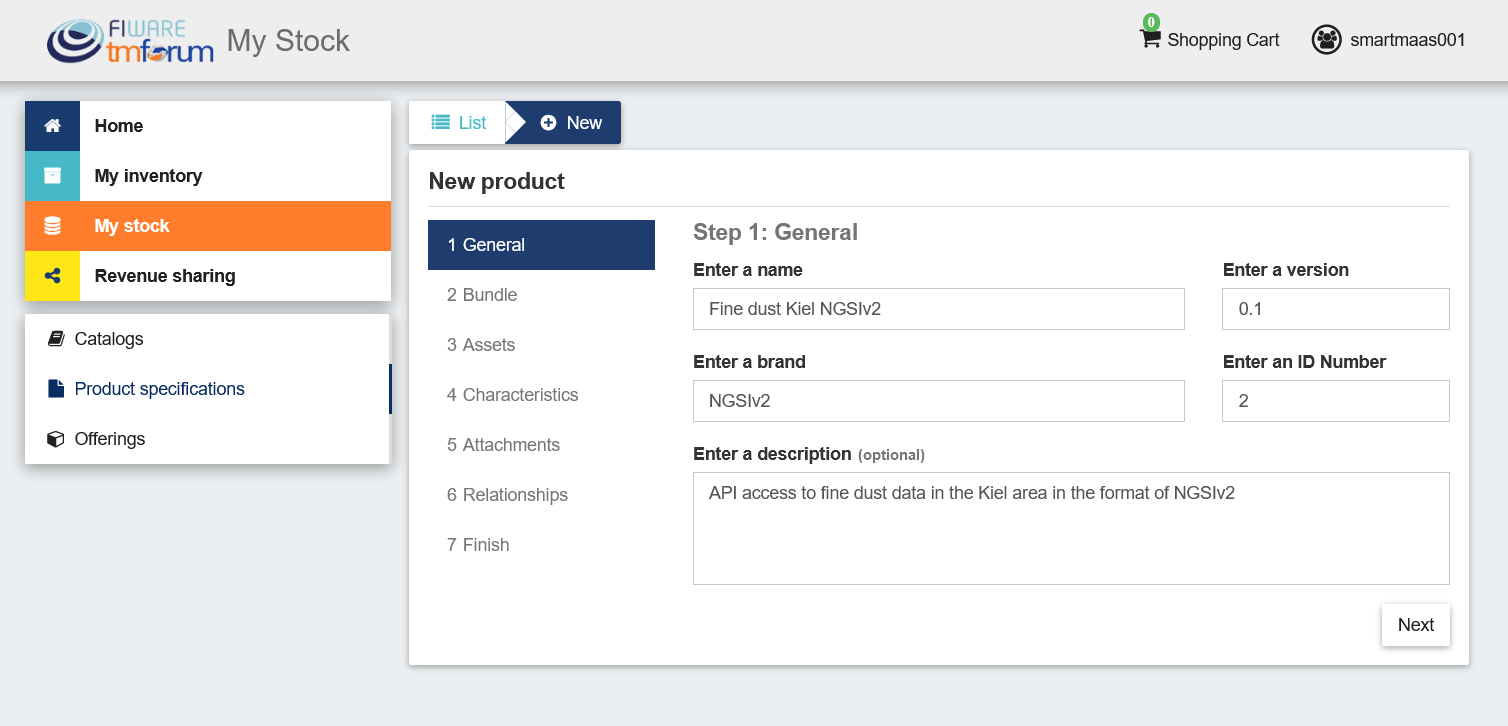 FIWARE
tmforum
My Stock
0
Shopping Cart
smartmaas001
Home
My inventory
My stock
Revenue sharing
Catalogs
Product specifications
Offerings
List
New
New product
1 General
2 Bundle
3 Assets
4 Characteristics
5 Attachments
6 Relationships
7 Finish
Step 1: General
Enter a name
Enter a version
Fine dust Kiel NGSIv2
0.1
Enter a brand
Enter an ID Number
NGSIv2
2
Enter a description (optional)
API access to fine dust data in the Kiel area in the format of NGSIv2
Next